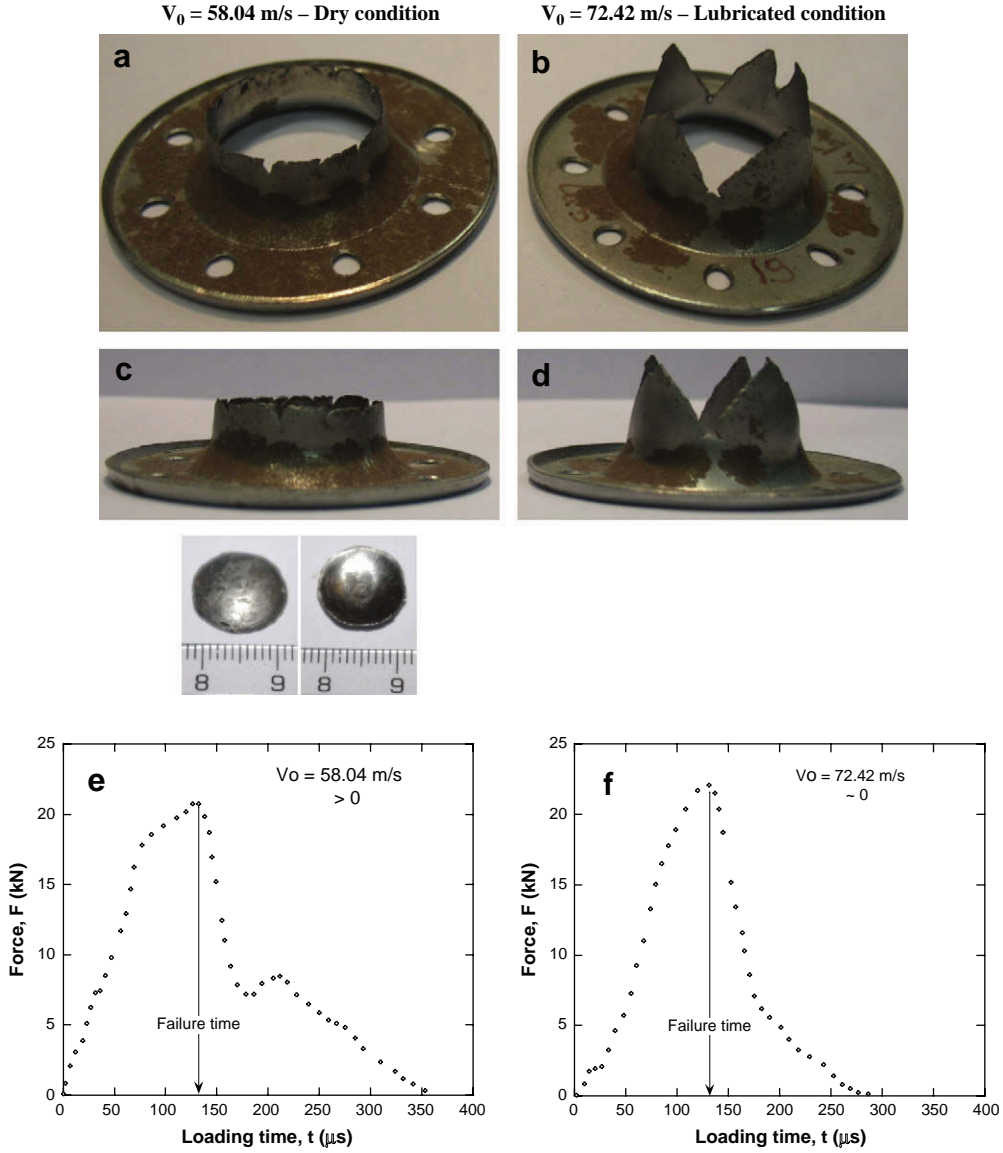 V0 = 58.04 m/s – Dry condition
V0 = 72.42 m/s – Lubricated condition
a
b
c
d
8 9
8 9
e
Vo = 58.04 m/s
> 0
Failure time
Force, F (kN)
25
20
15
10
5
0
0 50 100 150 200 250 300 350 400
Loading time, t (μs)
f
Vo = 72.42 m/s
~ 0
Failure time
Force, F (kN)
25
20
15
10
5
0
0 50 100 150 200 250 300 350 400
Loading time, t (μs)